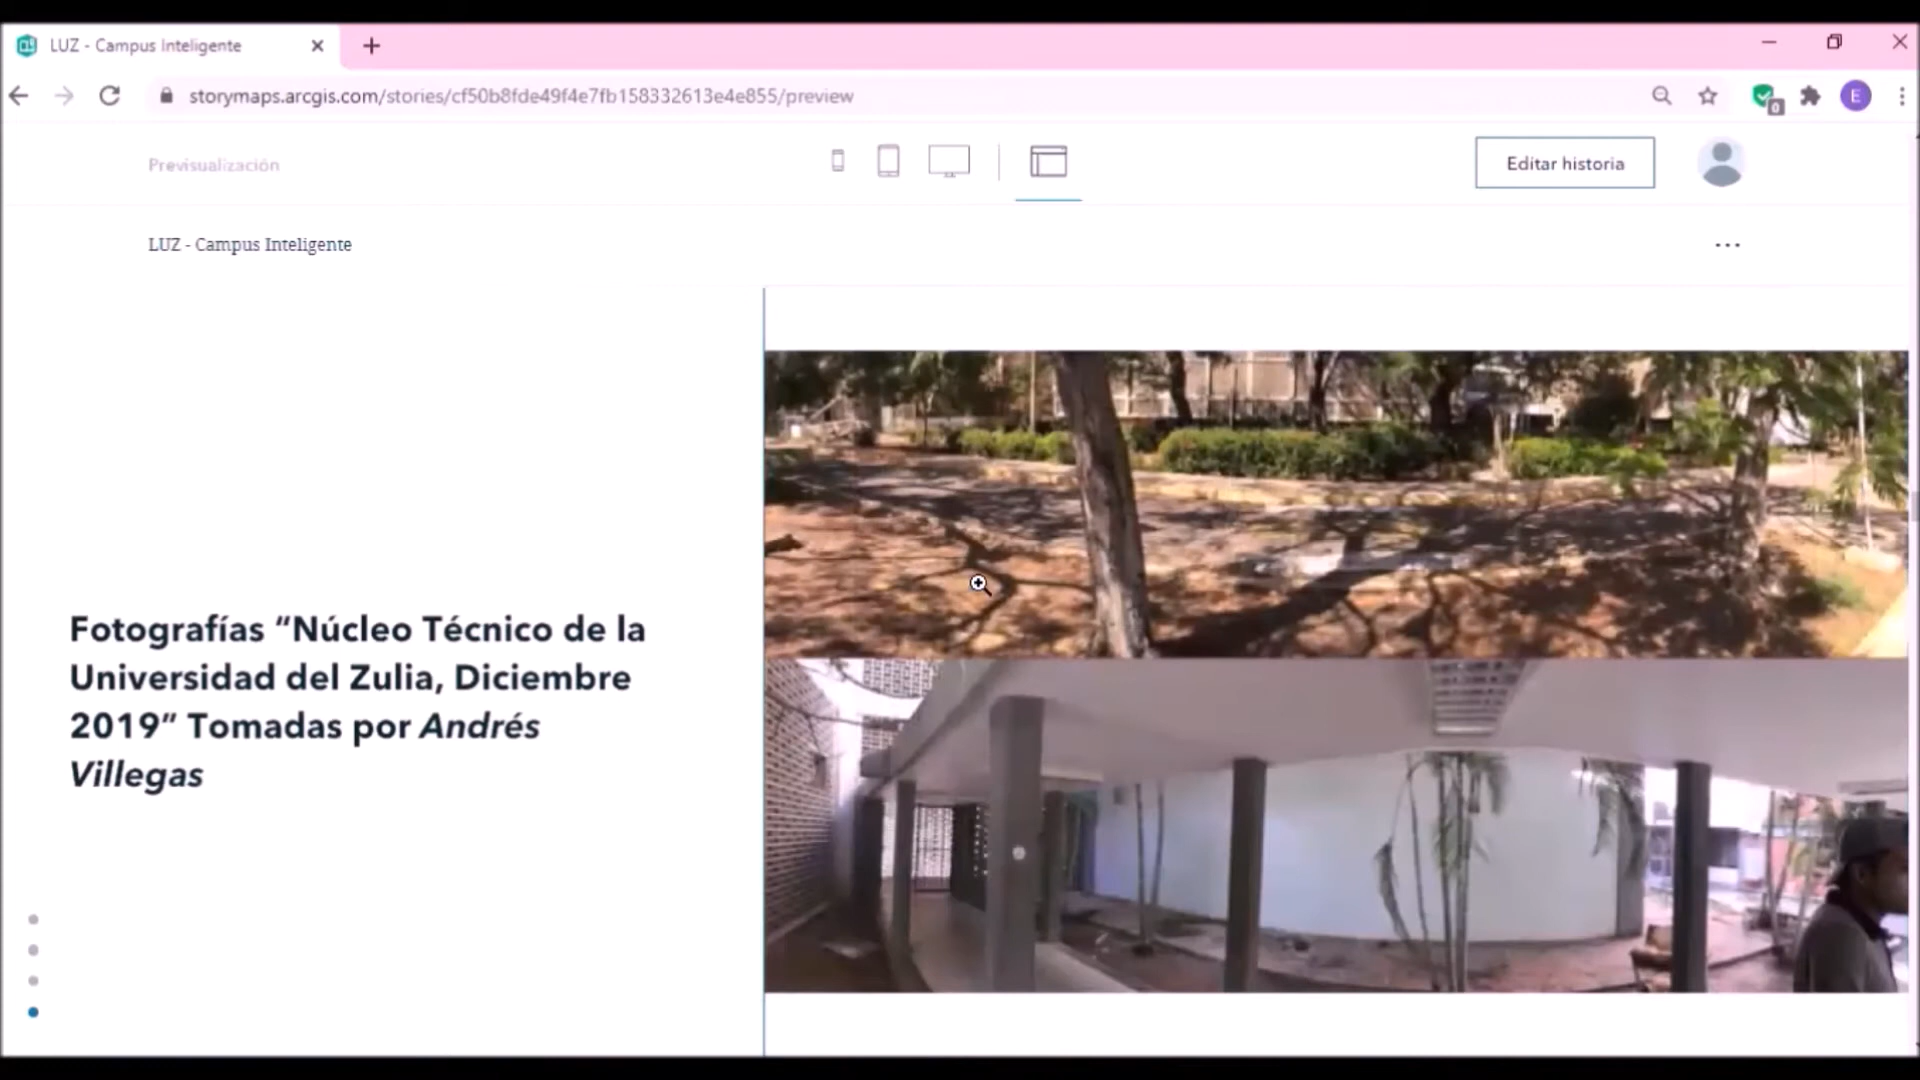 LUZ - Campus Inteligente
storymaps.arcgis.com/stories/cf50b8fde49f4e7fb158332613e4e855/preview
0
E
Previsualización
Editar historia
LUZ - Campus Inteligente
Fotografías “Núcleo Técnico de la
Universidad del Zulia, Diciembre
2019” Tomadas por Andrés
Villegas